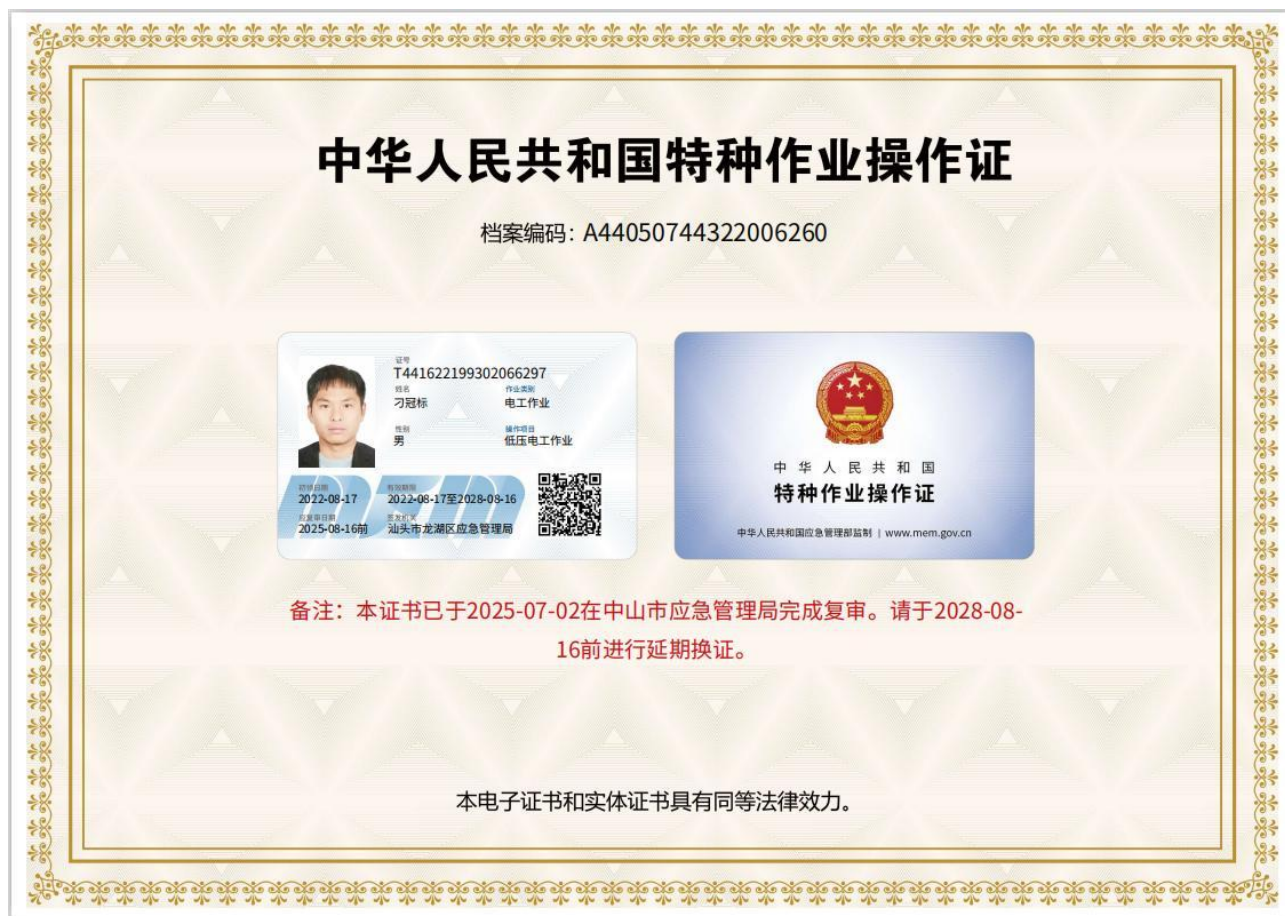 中华人民共和国特种作业操作证
档案编码：A44050744322006260
证号
T441622199302066297
姓名
刁冠标
作业类别
电工作业
性别
男
操作项目
低压电工作业
初领日期
2022-08-17
有效期限
2022-08-17至2028-08-16
应复审日期
2025-08-16前
签发机关
汕头市龙湖区应急管理局
中华人民共和国
特种作业操作证
中华人民共和国应急管理部监制 | www.mem.gov.cn
备注：本证书已于2025-07-02在中山市应急管理局完成复审。请于2028-08-
16前进行延期换证。
本电子证书和实体证书具有同等法律效力。